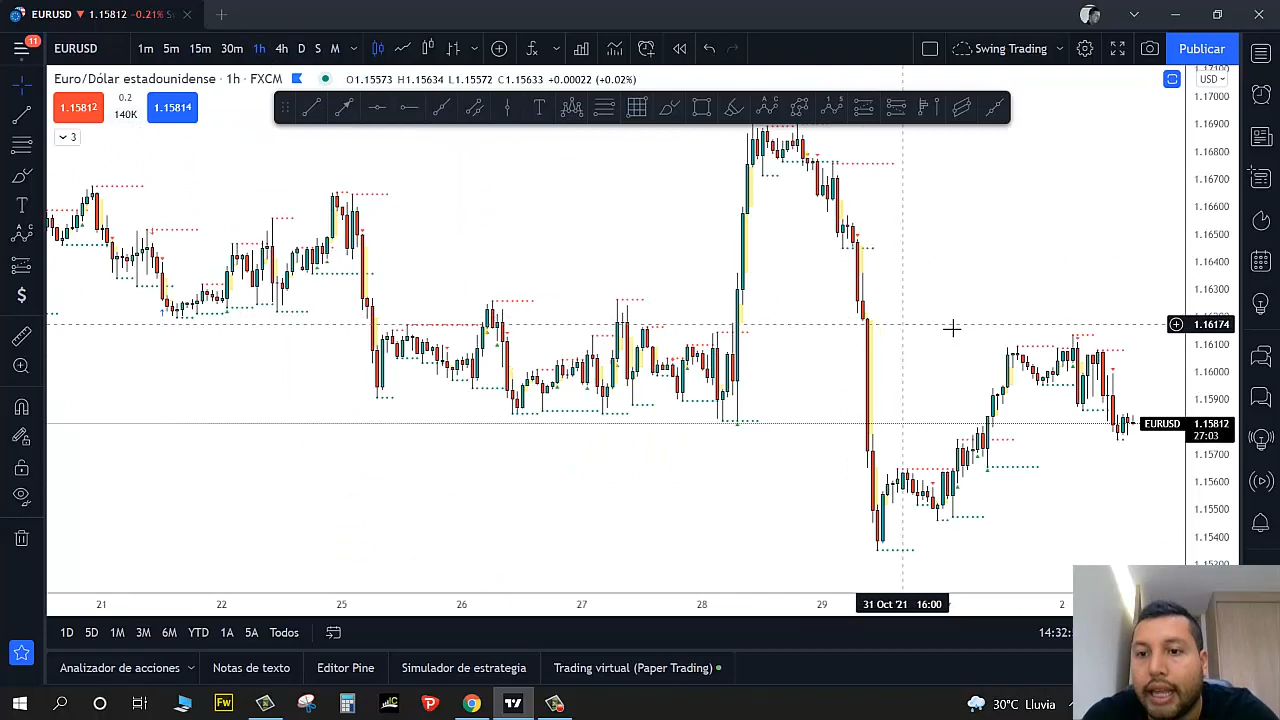 EURUSD ▼ 1.15812 -0.21%
11
EURUSD 1m 5m 15m 30m 1h 4h D S M fx Swing Trading Publicar
Euro/Dólar estadounidense · 1h · FXCM O1.15573 H1.15634 L1.15572 C1.15633 +0.00022 (+0.02%)
USD
1.15812 0.2 140K 1.15814
3
1.17000
1.16900
1.16800
1.16700
1.16600
1.16500
1.16400
1.16300
1.16174
1.16100
1.16000
1.15900
EURUSD 1.15812
27:03
1.15700
1.15600
1.15500
1.15400
21 22 25 26 27 28 29 31 Oct '21 16:00 2
1D 5D 1M 3M 6M YTD 1A 5A Todos 14:32:
Analizador de acciones Notas de texto Editor Pine Simulador de estrategia Trading virtual (Paper Trading)
Fw
30°C Lluvia